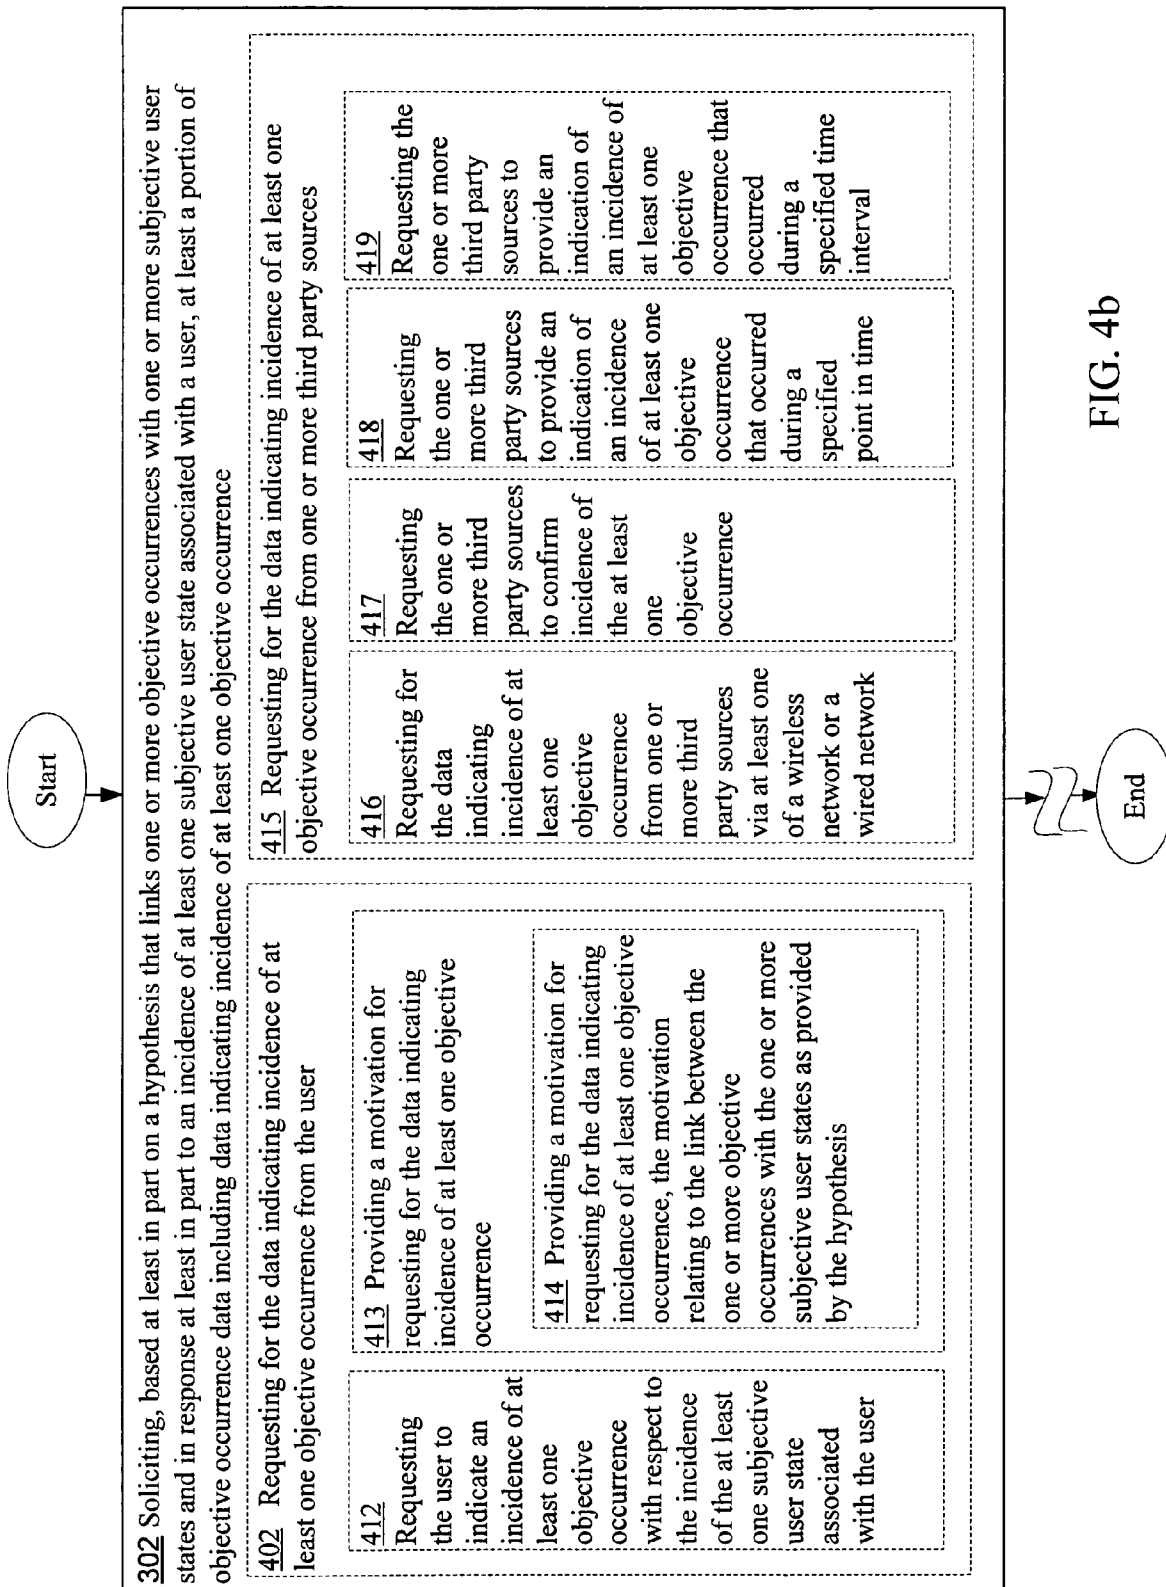 Start
302 Soliciting, based at least in part on a hypothesis that links one or more objective occurrences with one or more subjective user
states and in response at least in part to an incidence of at least one subjective user state associated with a user, at least a portion of
objective occurrence data including data indicating incidence of at least one objective occurrence
402 Requesting for the data indicating incidence of at
least one objective occurrence from the user
412
Requesting
the user to
indicate an
incidence of at
least one
objective
occurrence
with respect to
the incidence
of the at least
one subjective
user state
associated
with the user
413 Providing a motivation for
requesting for the data indicating
incidence of at least one objective
occurrence
414 Providing a motivation for
requesting for the data indicating
incidence of at least one objective
occurrence, the motivation
relating to the link between the
one or more objective
occurrences with the one or more
subjective user states as provided
by the hypothesis
415 Requesting for the data indicating incidence of at least one
objective occurrence from one or more third party sources
416
Requesting for
the data
indicating
incidence of at
least one
objective
occurrence
from one or
more third
party sources
via at least one
of a wireless
network or a
wired network
417
Requesting
the one or
more third
party sources
to confirm
incidence of
the at least
one
objective
occurrence
418
Requesting
the one or
more third
party sources
to provide an
indication of
an incidence
of at least one
objective
occurrence
that occurred
during a
specified
point in time
419
Requesting the
one or more
third party
sources to
provide an
indication of
an incidence of
at least one
objective
occurrence that
occurred
during a
specified time
interval
End
FIG. 4b